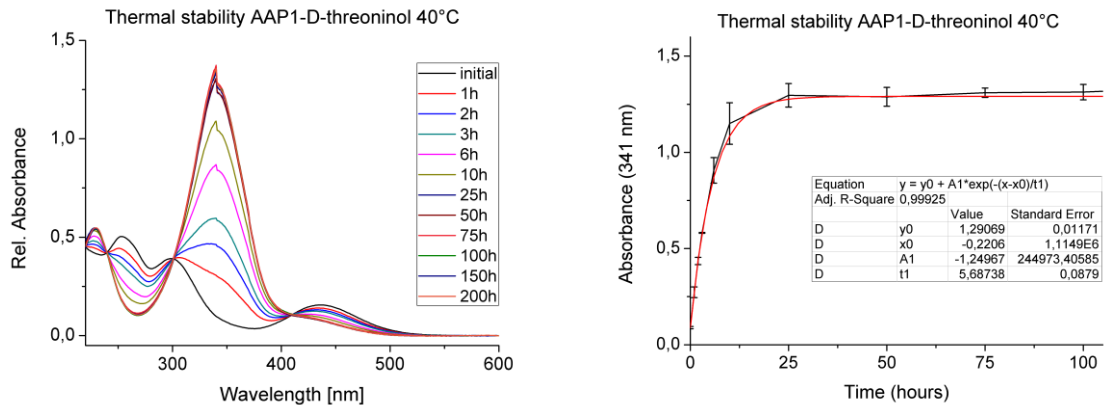 Thermal stability AAP1-D-threoninol 40°C
1,5
1,0
0,5
0,0
Rel. Absorbance
300
400
500
600
Wavelength [nm]
initial
1h
2h
3h
6h
10h
25h
50h
75h
100h
150h
200h
Thermal stability AAP1-D-threoninol 40°C
1,5
1,0
0,5
0,0
Absorbance (341 nm)
0
25
50
75
100
Time (hours)
Equation y = y0 + A1*exp(-(x-x0)/t1)
Adj. R-Square 0,99925
Value Standard Error
D y0 1,29069 0,01171
D x0 -0,2206 1,1149E6
D A1 -1,24967 244973,40585
D t1 5,68738 0,0879